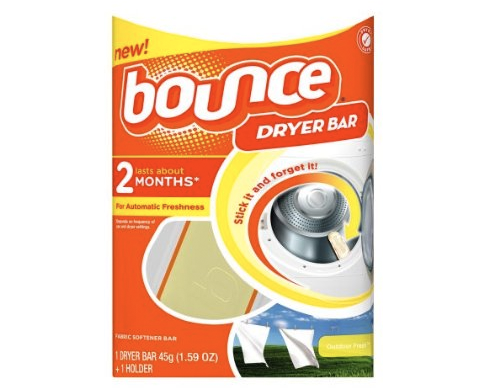 new!
bounce
DRYER BAR
2 lasts about
MONTHS*
For Automatic Freshness
Stick it and forget it!
FABRIC SOFTENER BAR
Outdoor Fresh
1 DRYER BAR 45g (1.59 OZ)
+1 HOLDER